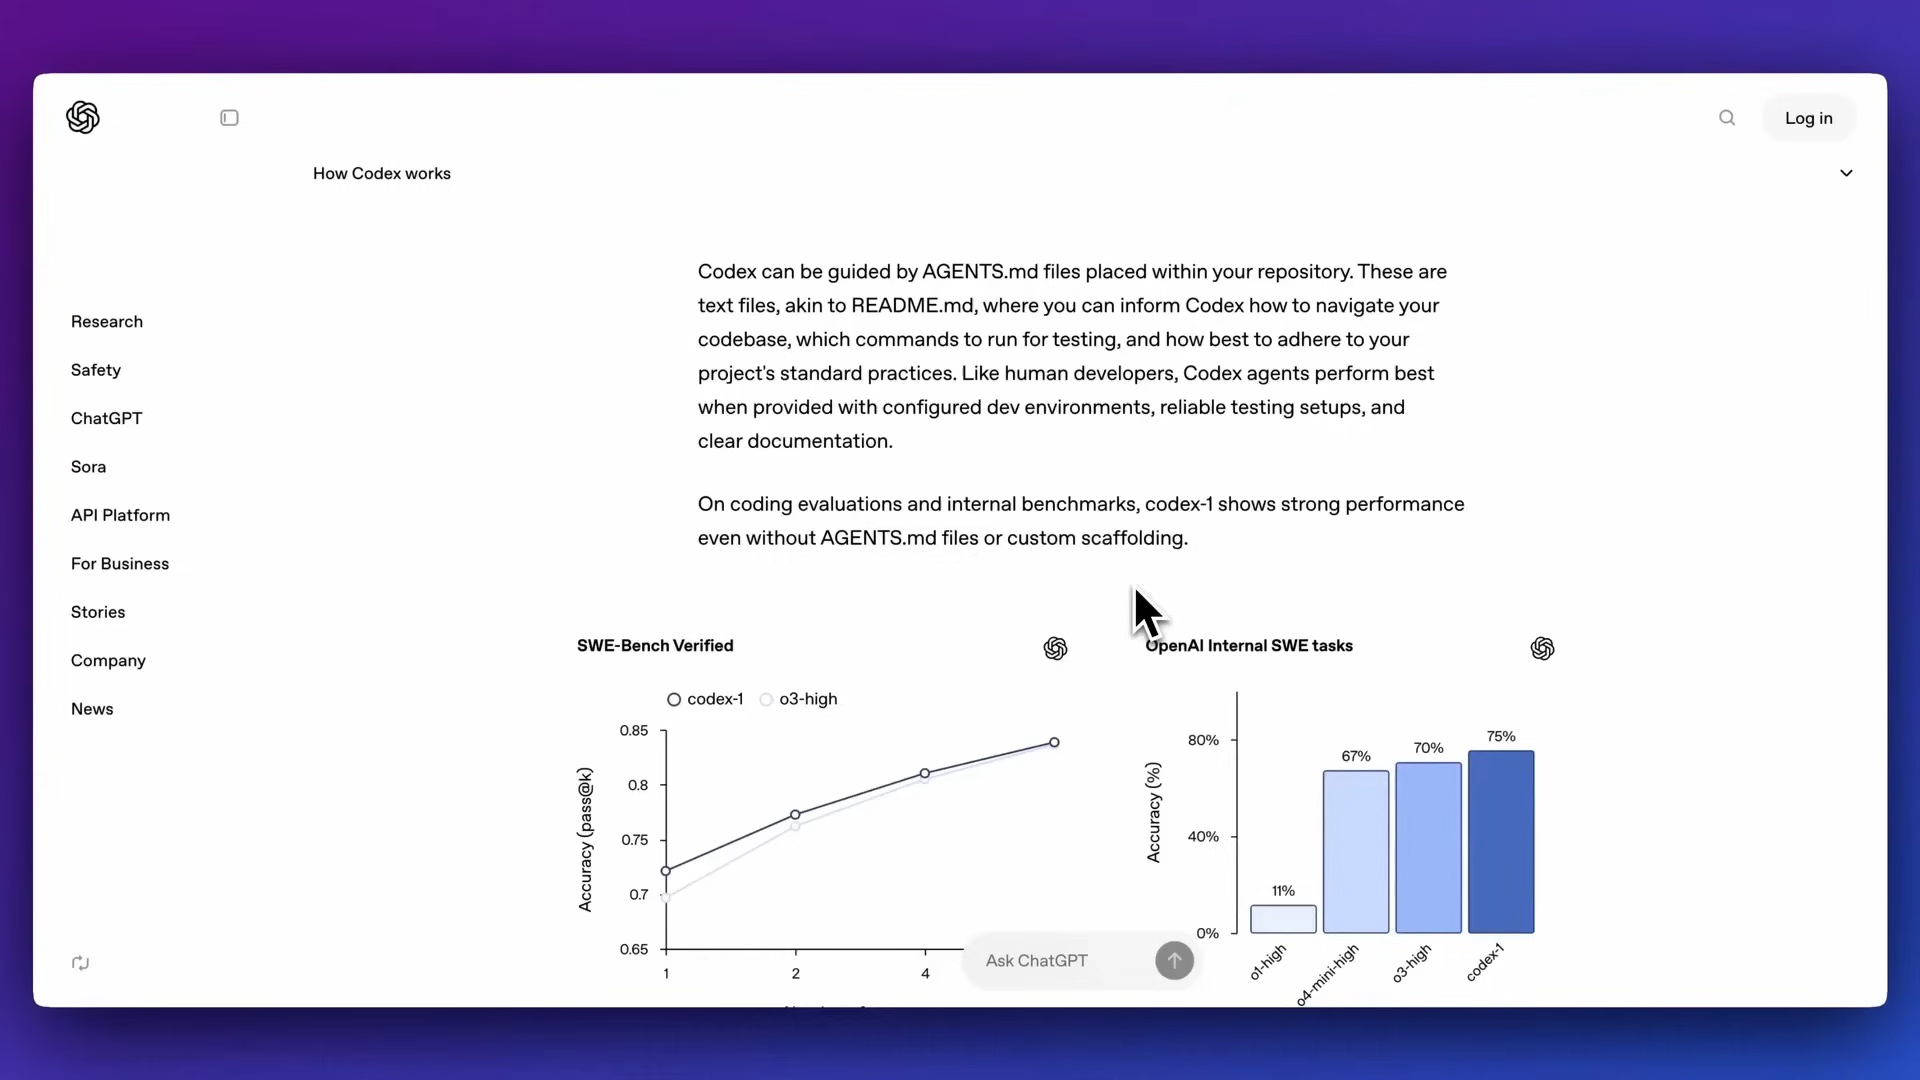 Log in
How Codex works
Research
Safety
ChatGPT
Sora
API Platform
For Business
Stories
Company
News
Codex can be guided by AGENTS.md files placed within your repository. These are
text files, akin to README.md, where you can inform Codex how to navigate your
codebase, which commands to run for testing, and how best to adhere to your
project's standard practices. Like human developers, Codex agents perform best
when provided with configured dev environments, reliable testing setups, and
clear documentation.
On coding evaluations and internal benchmarks, codex-1 shows strong performance
even without AGENTS.md files or custom scaffolding.
SWE-Bench Verified
codex-1 o3-high
Accuracy (pass@k)
0.85
0.8
0.75
0.7
0.65
1 2 4
OpenAI Internal SWE tasks
Accuracy (%)
80%
40%
0%
11%
67%
70%
75%
o1-high
o4-mini-high
o3-high
codex-1
Ask ChatGPT